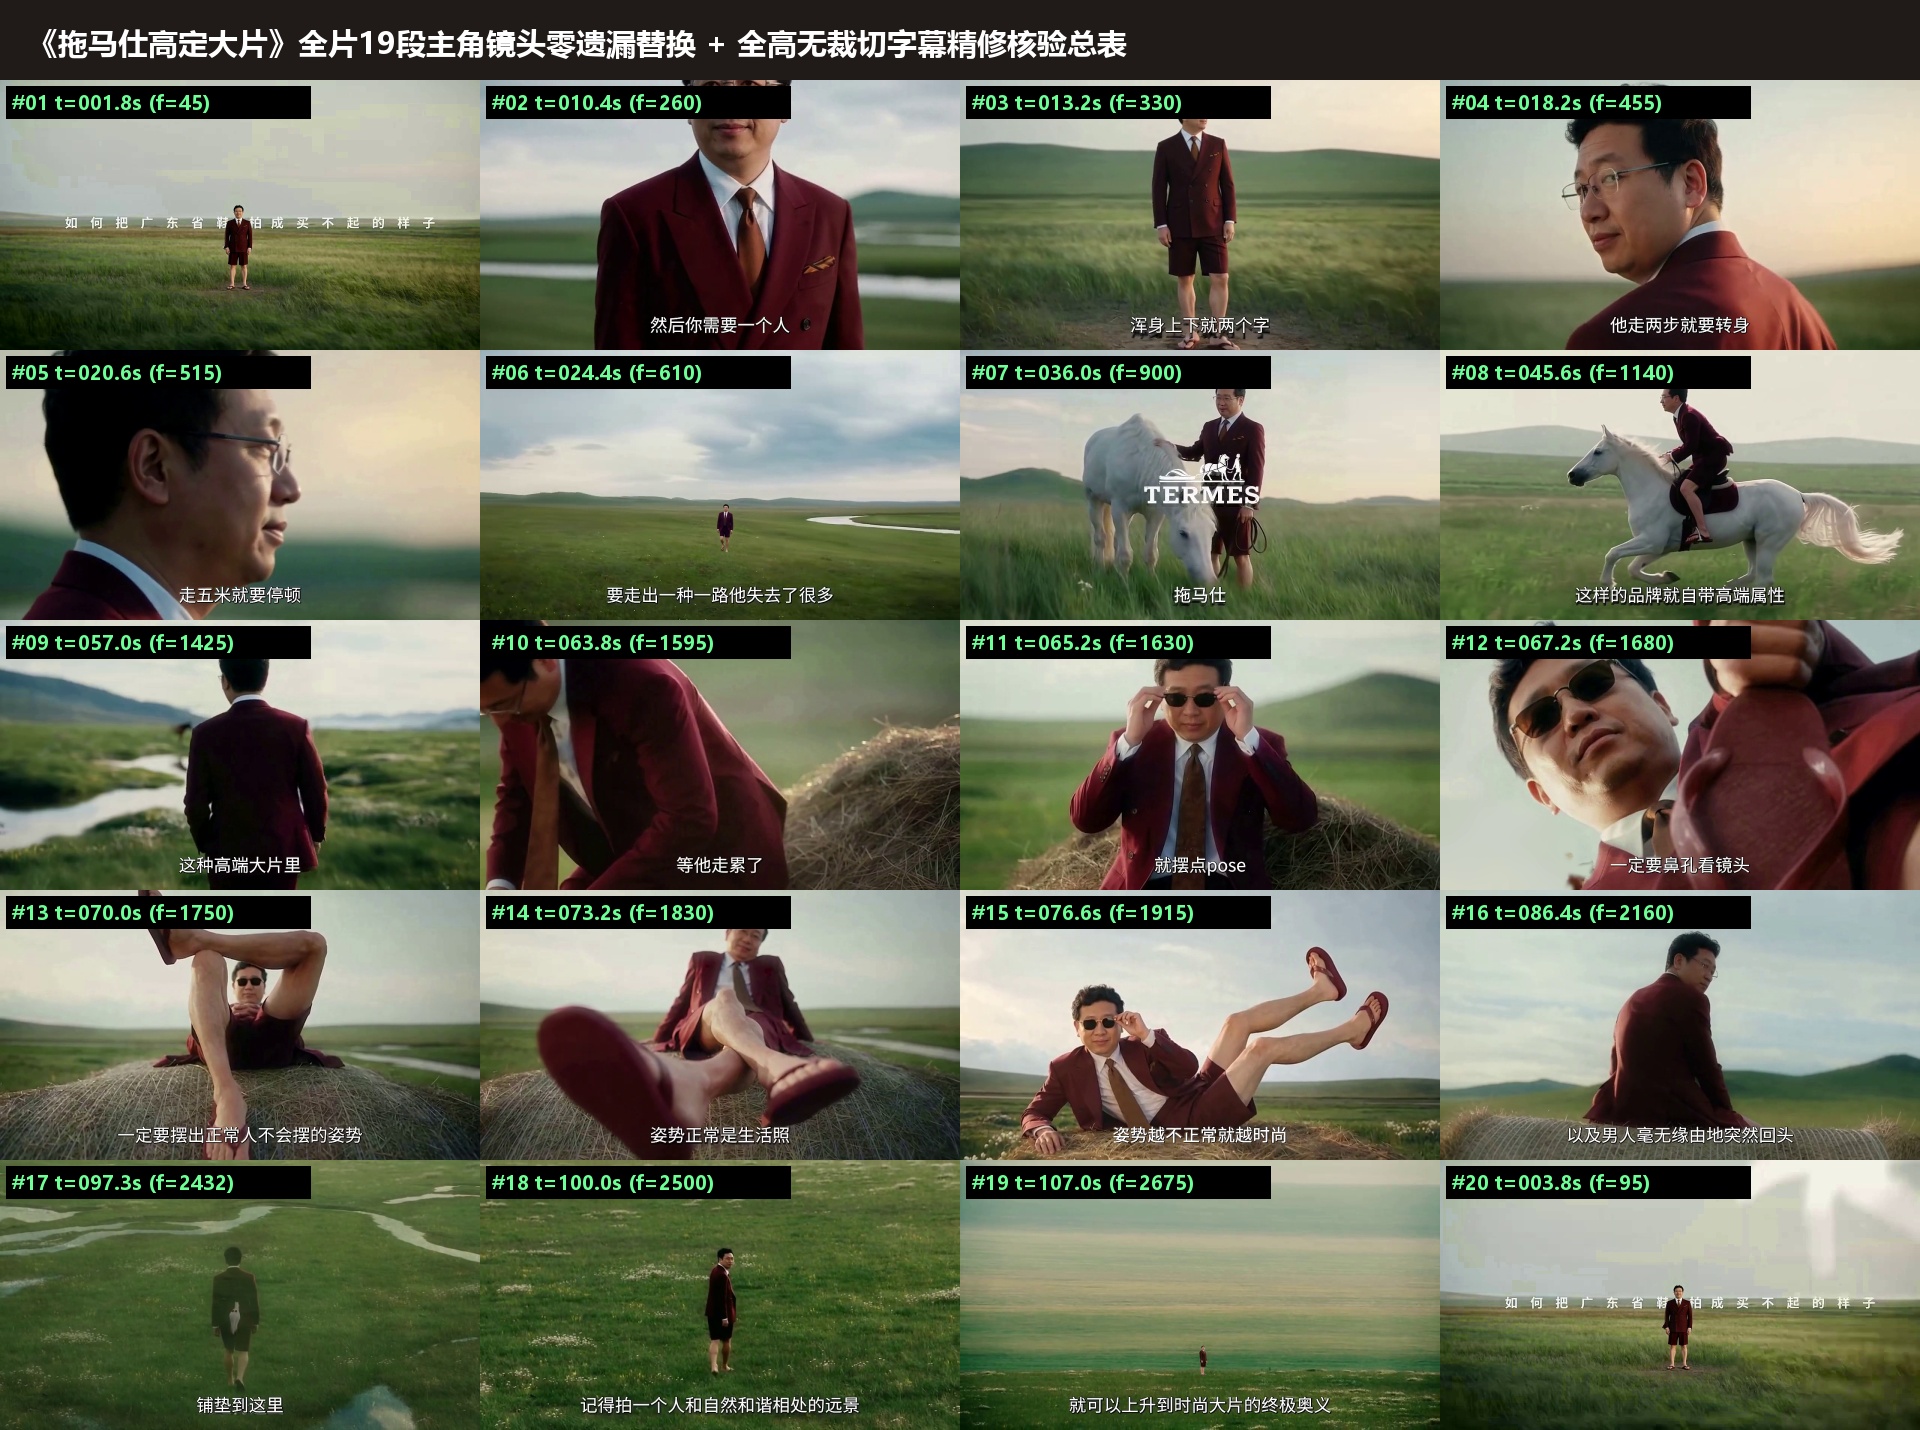 《拖马仕高定大片》全片19段主角镜头零遗漏替换 + 全高无裁切字幕精修核验总表
#01 t=001.8s (f=45)
如何把广东省鞋拍成买不起的样子
#02 t=010.4s (f=260)
然后你需要一个人
#03 t=013.2s (f=330)
浑身上下就两个字
#04 t=018.2s (f=455)
他走两步就要转身
#05 t=020.6s (f=515)
走五米就要停顿
#06 t=024.4s (f=610)
要走出一种一路他失去了很多
#07 t=036.0s (f=900)
TERMES
拖马仕
#08 t=045.6s (f=1140)
这样的品牌就自带高端属性
#09 t=057.0s (f=1425)
这种高端大片里
#10 t=063.8s (f=1595)
等他走累了
#11 t=065.2s (f=1630)
就摆点pose
#12 t=067.2s (f=1680)
一定要鼻孔看镜头
#13 t=070.0s (f=1750)
一定要摆出正常人不会摆的姿势
#14 t=073.2s (f=1830)
姿势正常是生活照
#15 t=076.6s (f=1915)
姿势越不正常就越时尚
#16 t=086.4s (f=2160)
以及男人毫无缘由地突然回头
#17 t=097.3s (f=2432)
铺垫到这里
#18 t=100.0s (f=2500)
记得拍一个人和自然和谐相处的远景
#19 t=107.0s (f=2675)
就可以上升到时尚大片的终极奥义
#20 t=003.8s (f=95)
如何把广东省鞋拍成买不起的样子